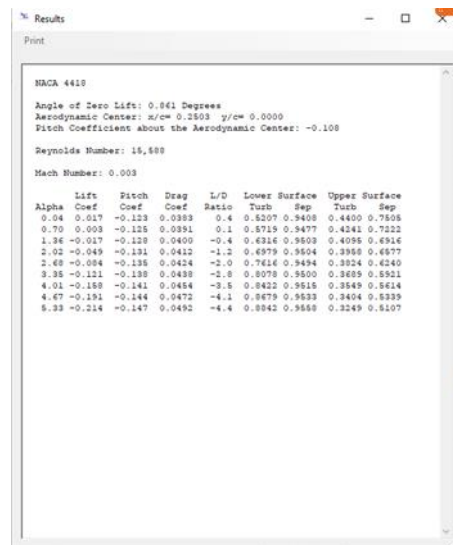 Results
Print
NACA 4418
Angle of Zero Lift: 0.861 Degrees
Aerodynamic Center: x/c= 0.2503 y/c= 0.0000
Pitch Coefficient about the Aerodynamic Center: -0.108
Reynolds Number: 15,588
Mach Number: 0.003
Lift Pitch Drag L/D Lower Surface Upper Surface
Alpha Coef Coef Coef Ratio Turb Sep Turb Sep
0.04 0.017 -0.123 0.0383 0.4 0.5207 0.9408 0.4400 0.7505
0.70 0.003 -0.125 0.0391 0.1 0.5719 0.9477 0.4241 0.7222
1.36 -0.017 -0.128 0.0400 -0.4 0.6316 0.9503 0.4095 0.6916
2.02 -0.049 -0.131 0.0412 -1.2 0.6979 0.9504 0.3958 0.6577
2.68 -0.084 -0.135 0.0424 -2.0 0.7616 0.9494 0.3824 0.6240
3.35 -0.121 -0.138 0.0438 -2.8 0.8078 0.9500 0.3689 0.5921
4.01 -0.158 -0.141 0.0454 -3.5 0.8422 0.9515 0.3549 0.5614
4.67 -0.191 -0.144 0.0472 -4.1 0.8679 0.9533 0.3404 0.5339
5.33 -0.214 -0.147 0.0492 -4.4 0.8842 0.9558 0.3249 0.5107